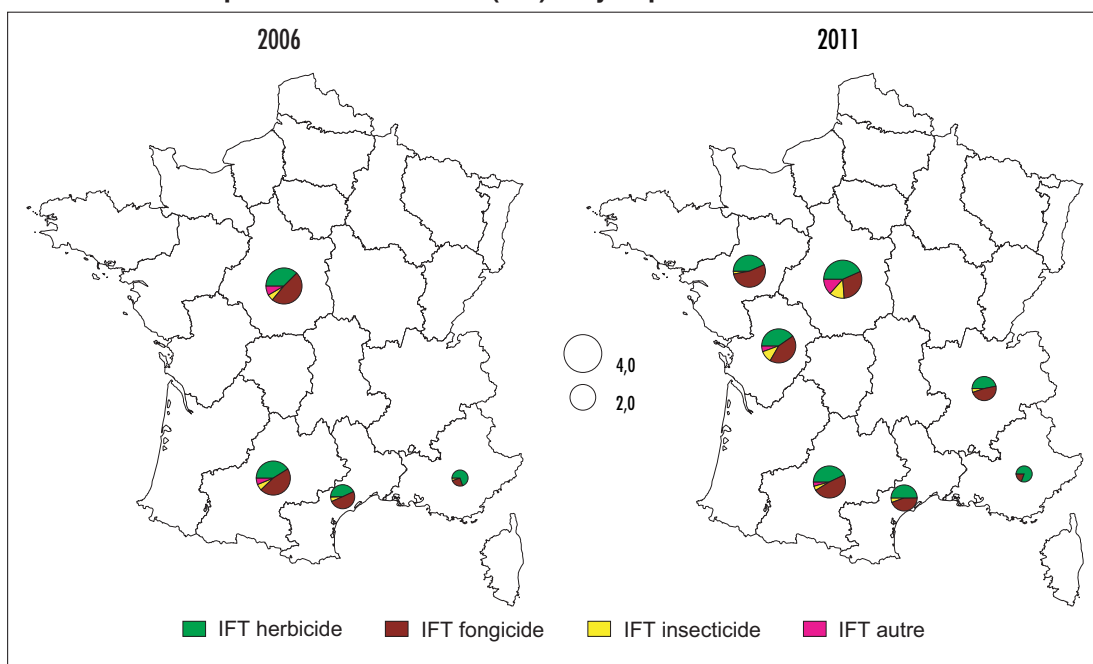 2006
2011
4,0
2,0
IFT herbicide
IFT fongicide
IFT insecticide
IFT autre